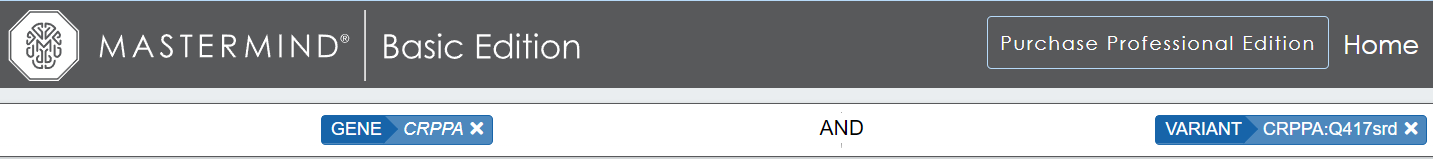 MASTERMIND® Basic Edition Purchase Professional Edition Home
GENE CRPPA × AND VARIANT CRPPA:Q417srd ×